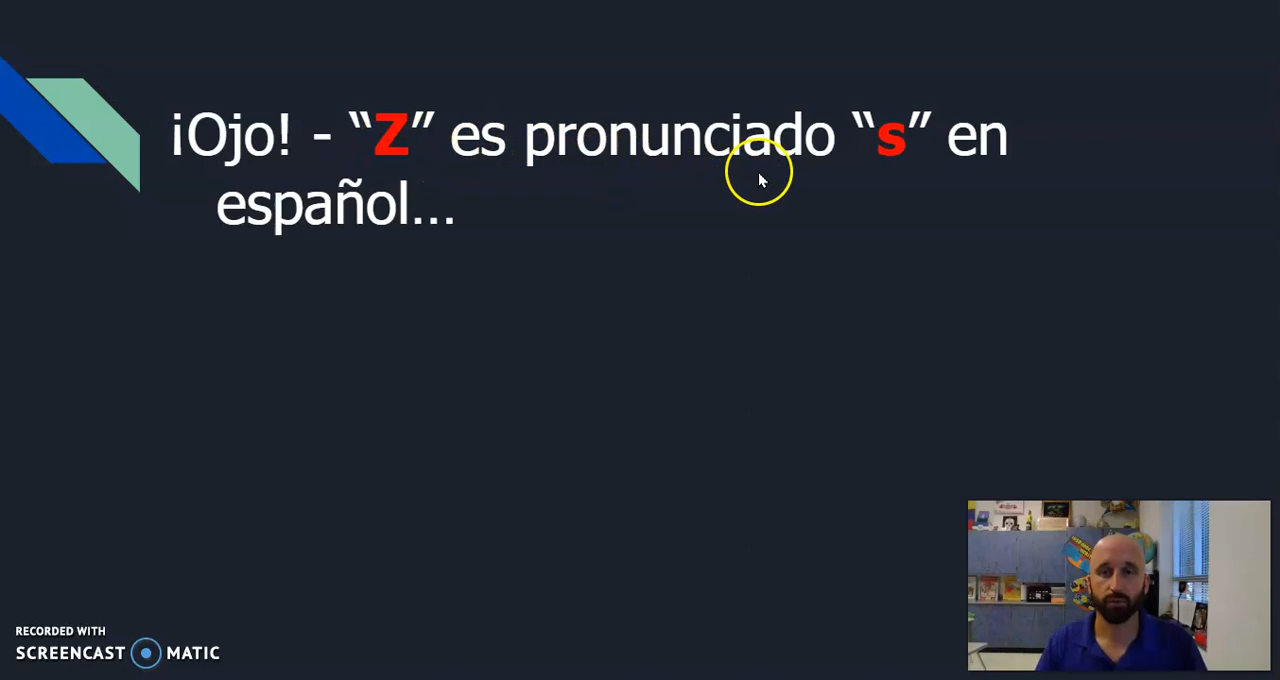 ¡Ojo! - “Z” es pronunciado “s” en
español...
RECORDED WITH
SCREENCAST MATIC